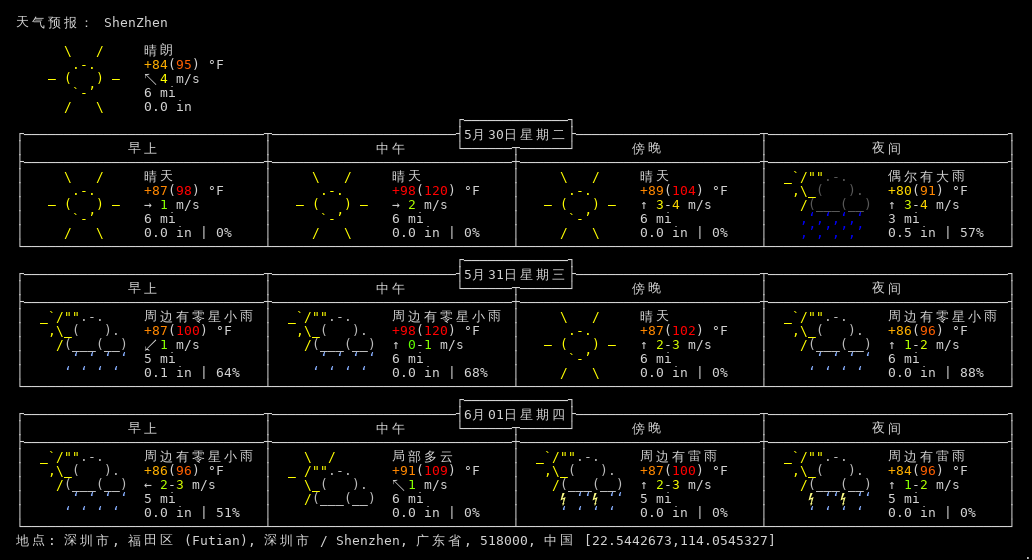 天气预报： ShenZhen
晴朗
+84(95) °F
↖ 4 m/s
6 mi
0.0 in
5月30日星期二
早上 中午 傍晚 夜间
晴天 晴天 晴天 偶尔有大雨
+87(98) °F +98(120) °F +89(104) °F +80(91) °F
→ 1 m/s → 2 m/s ↑ 3-4 m/s ↑ 3-4 m/s
6 mi 6 mi 6 mi 3 mi
0.0 in | 0% 0.0 in | 0% 0.0 in | 0% 0.5 in | 57%
5月31日星期三
早上 中午 傍晚 夜间
周边有零星小雨 周边有零星小雨 晴天 周边有零星小雨
+87(100) °F +98(120) °F +87(102) °F +86(96) °F
↙ 1 m/s ↑ 0-1 m/s ↑ 2-3 m/s ↑ 1-2 m/s
5 mi 6 mi 6 mi 6 mi
0.1 in | 64% 0.0 in | 68% 0.0 in | 0% 0.0 in | 88%
6月01日星期四
早上 中午 傍晚 夜间
周边有零星小雨 局部多云 周边有雷雨 周边有雷雨
+86(96) °F +91(109) °F +87(100) °F +84(96) °F
← 2-3 m/s ↖ 1 m/s ↑ 2-3 m/s ↑ 1-2 m/s
5 mi 6 mi 5 mi 5 mi
0.0 in | 51% 0.0 in | 0% 0.0 in | 0% 0.0 in | 0%
地点: 深圳市, 福田区 (Futian), 深圳市 / Shenzhen, 广东省, 518000, 中国 [22.5442673,114.0545327]